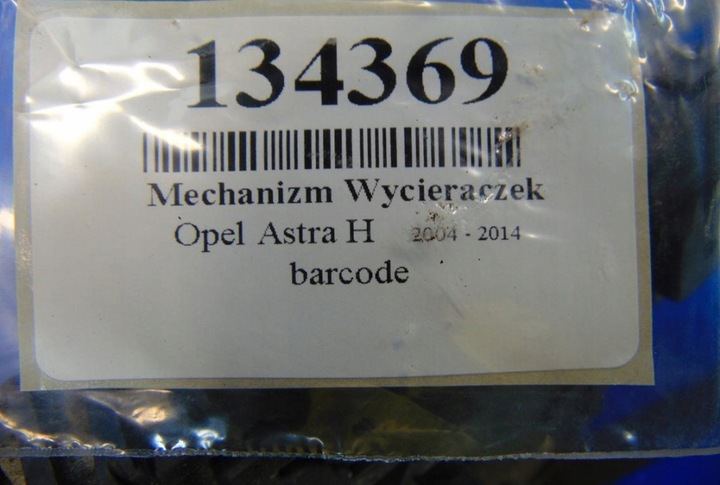 134369
Mechanizm Wycieraczek
Opel Astra H 2004 - 2014
barcode